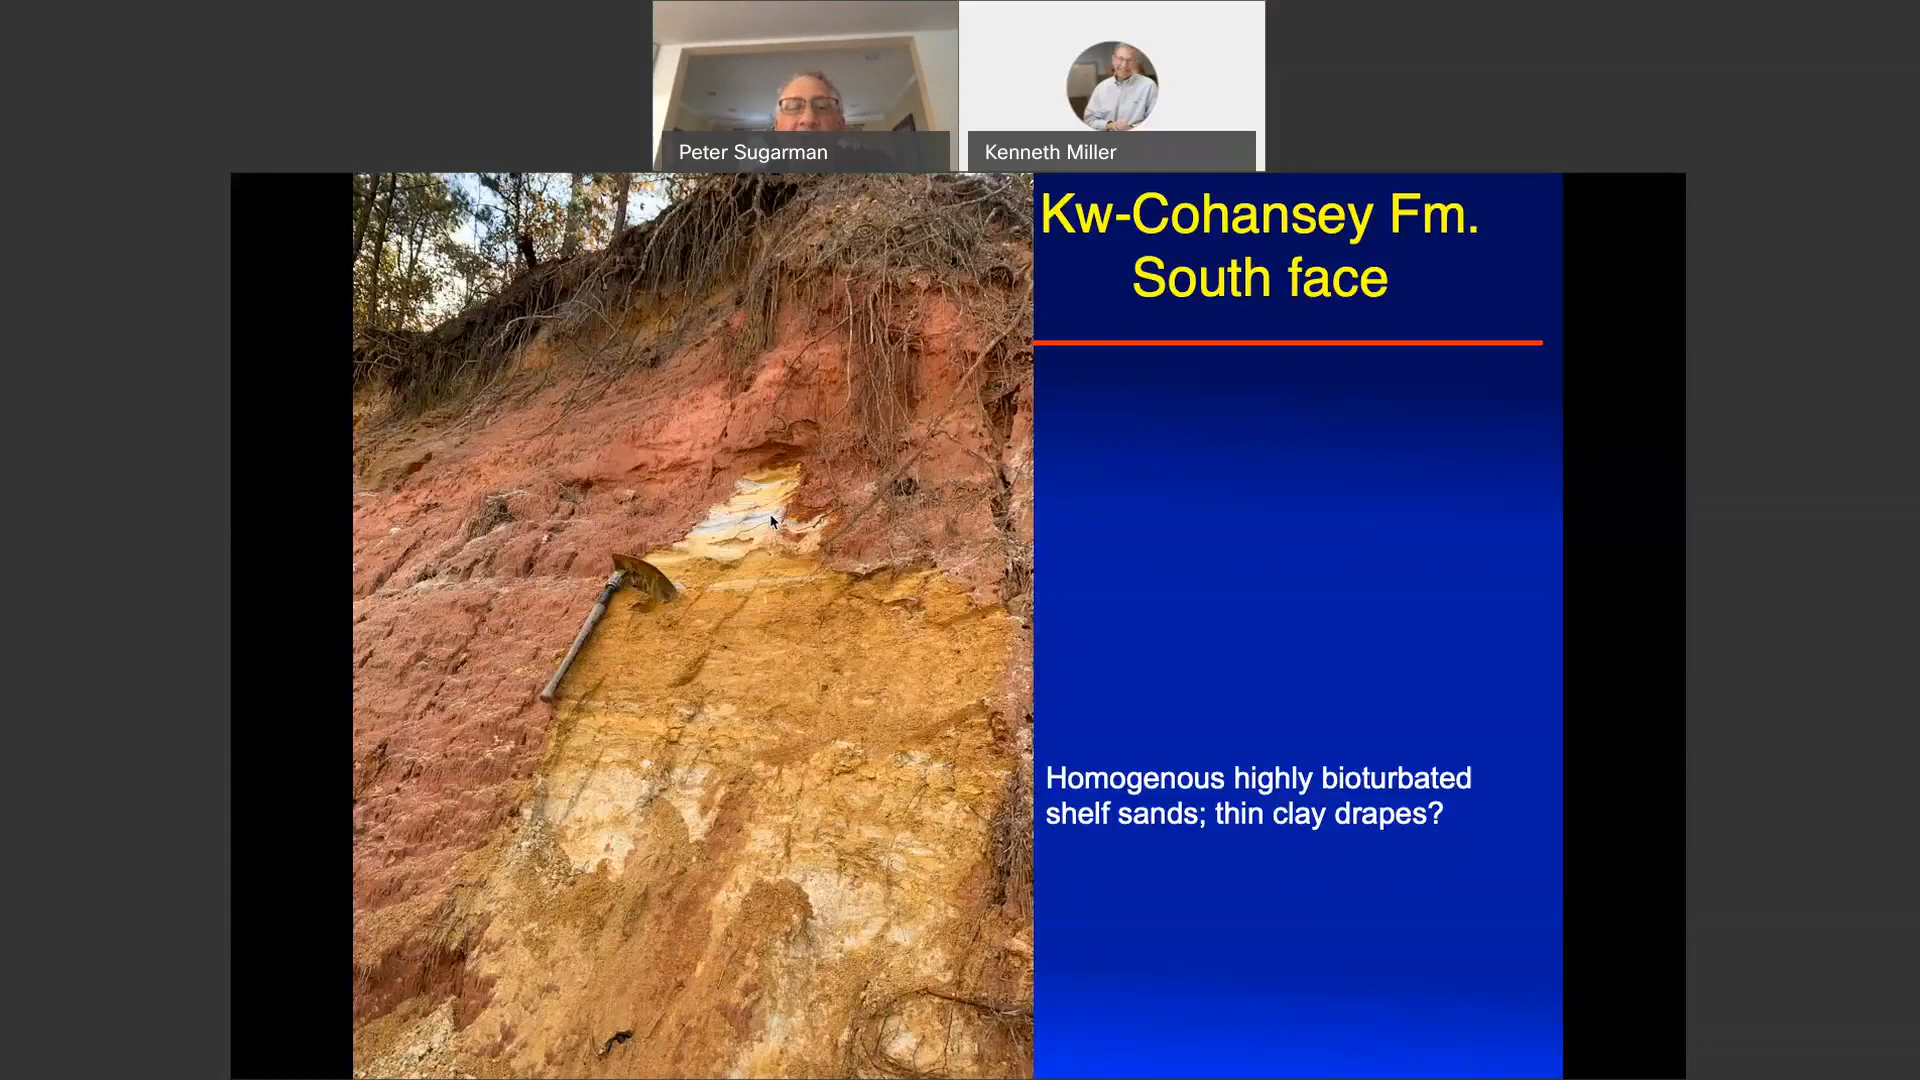 Peter Sugarman
Kenneth Miller
Kw-Cohansey Fm.
South face
Homogenous highly bioturbated
shelf sands; thin clay drapes?